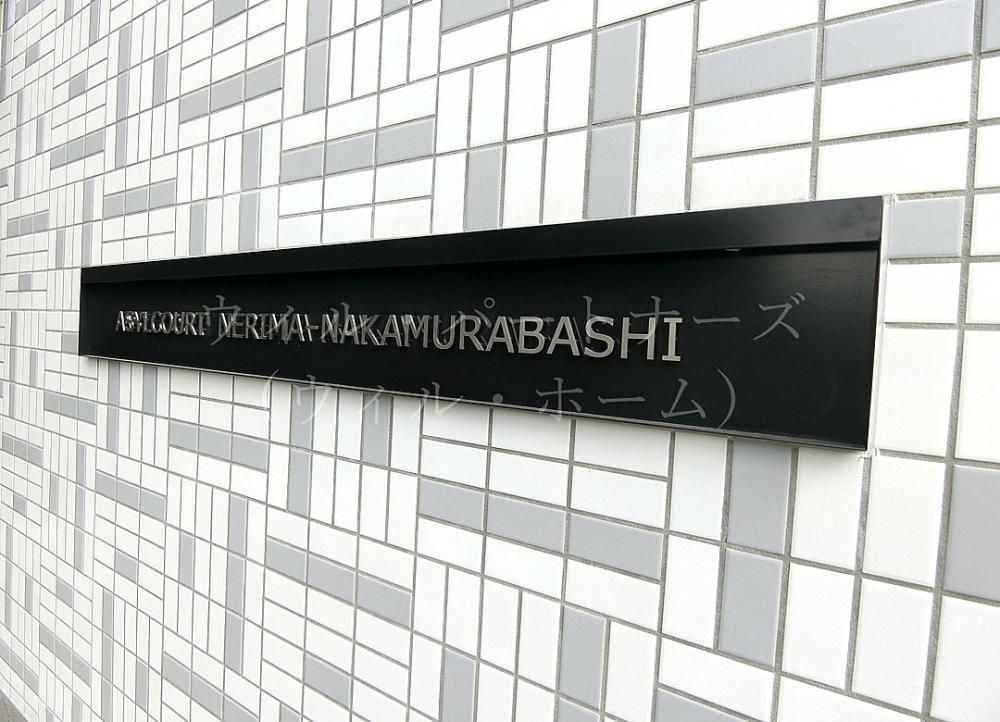 ASYLCOURT NERIMA-NAKAMURABASHI
ウィル・パートナーズ
（ウィル・ホーム）